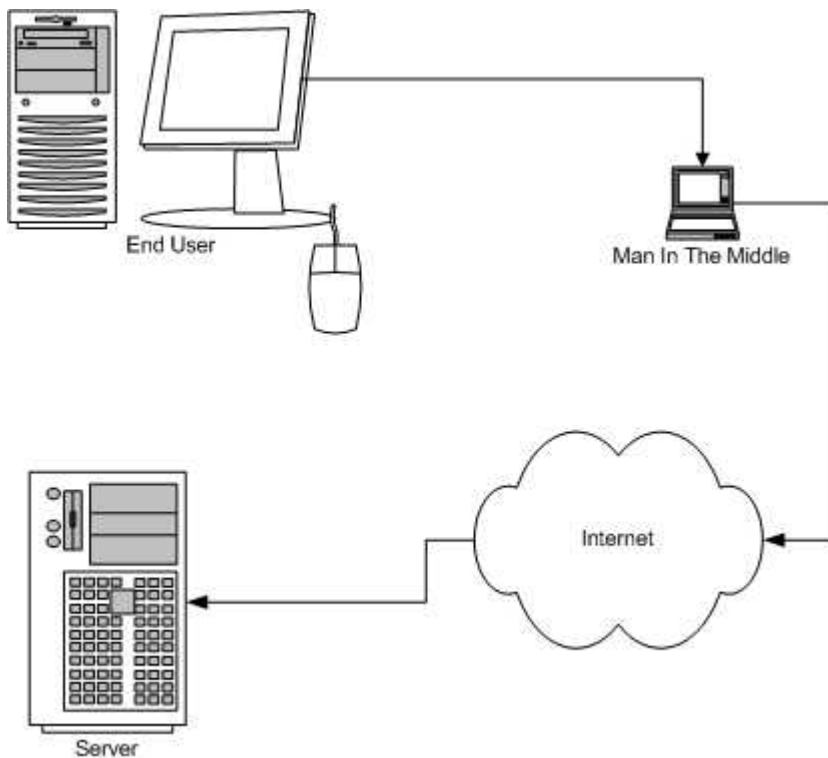 End User
Man In The Middle
Internet
Server